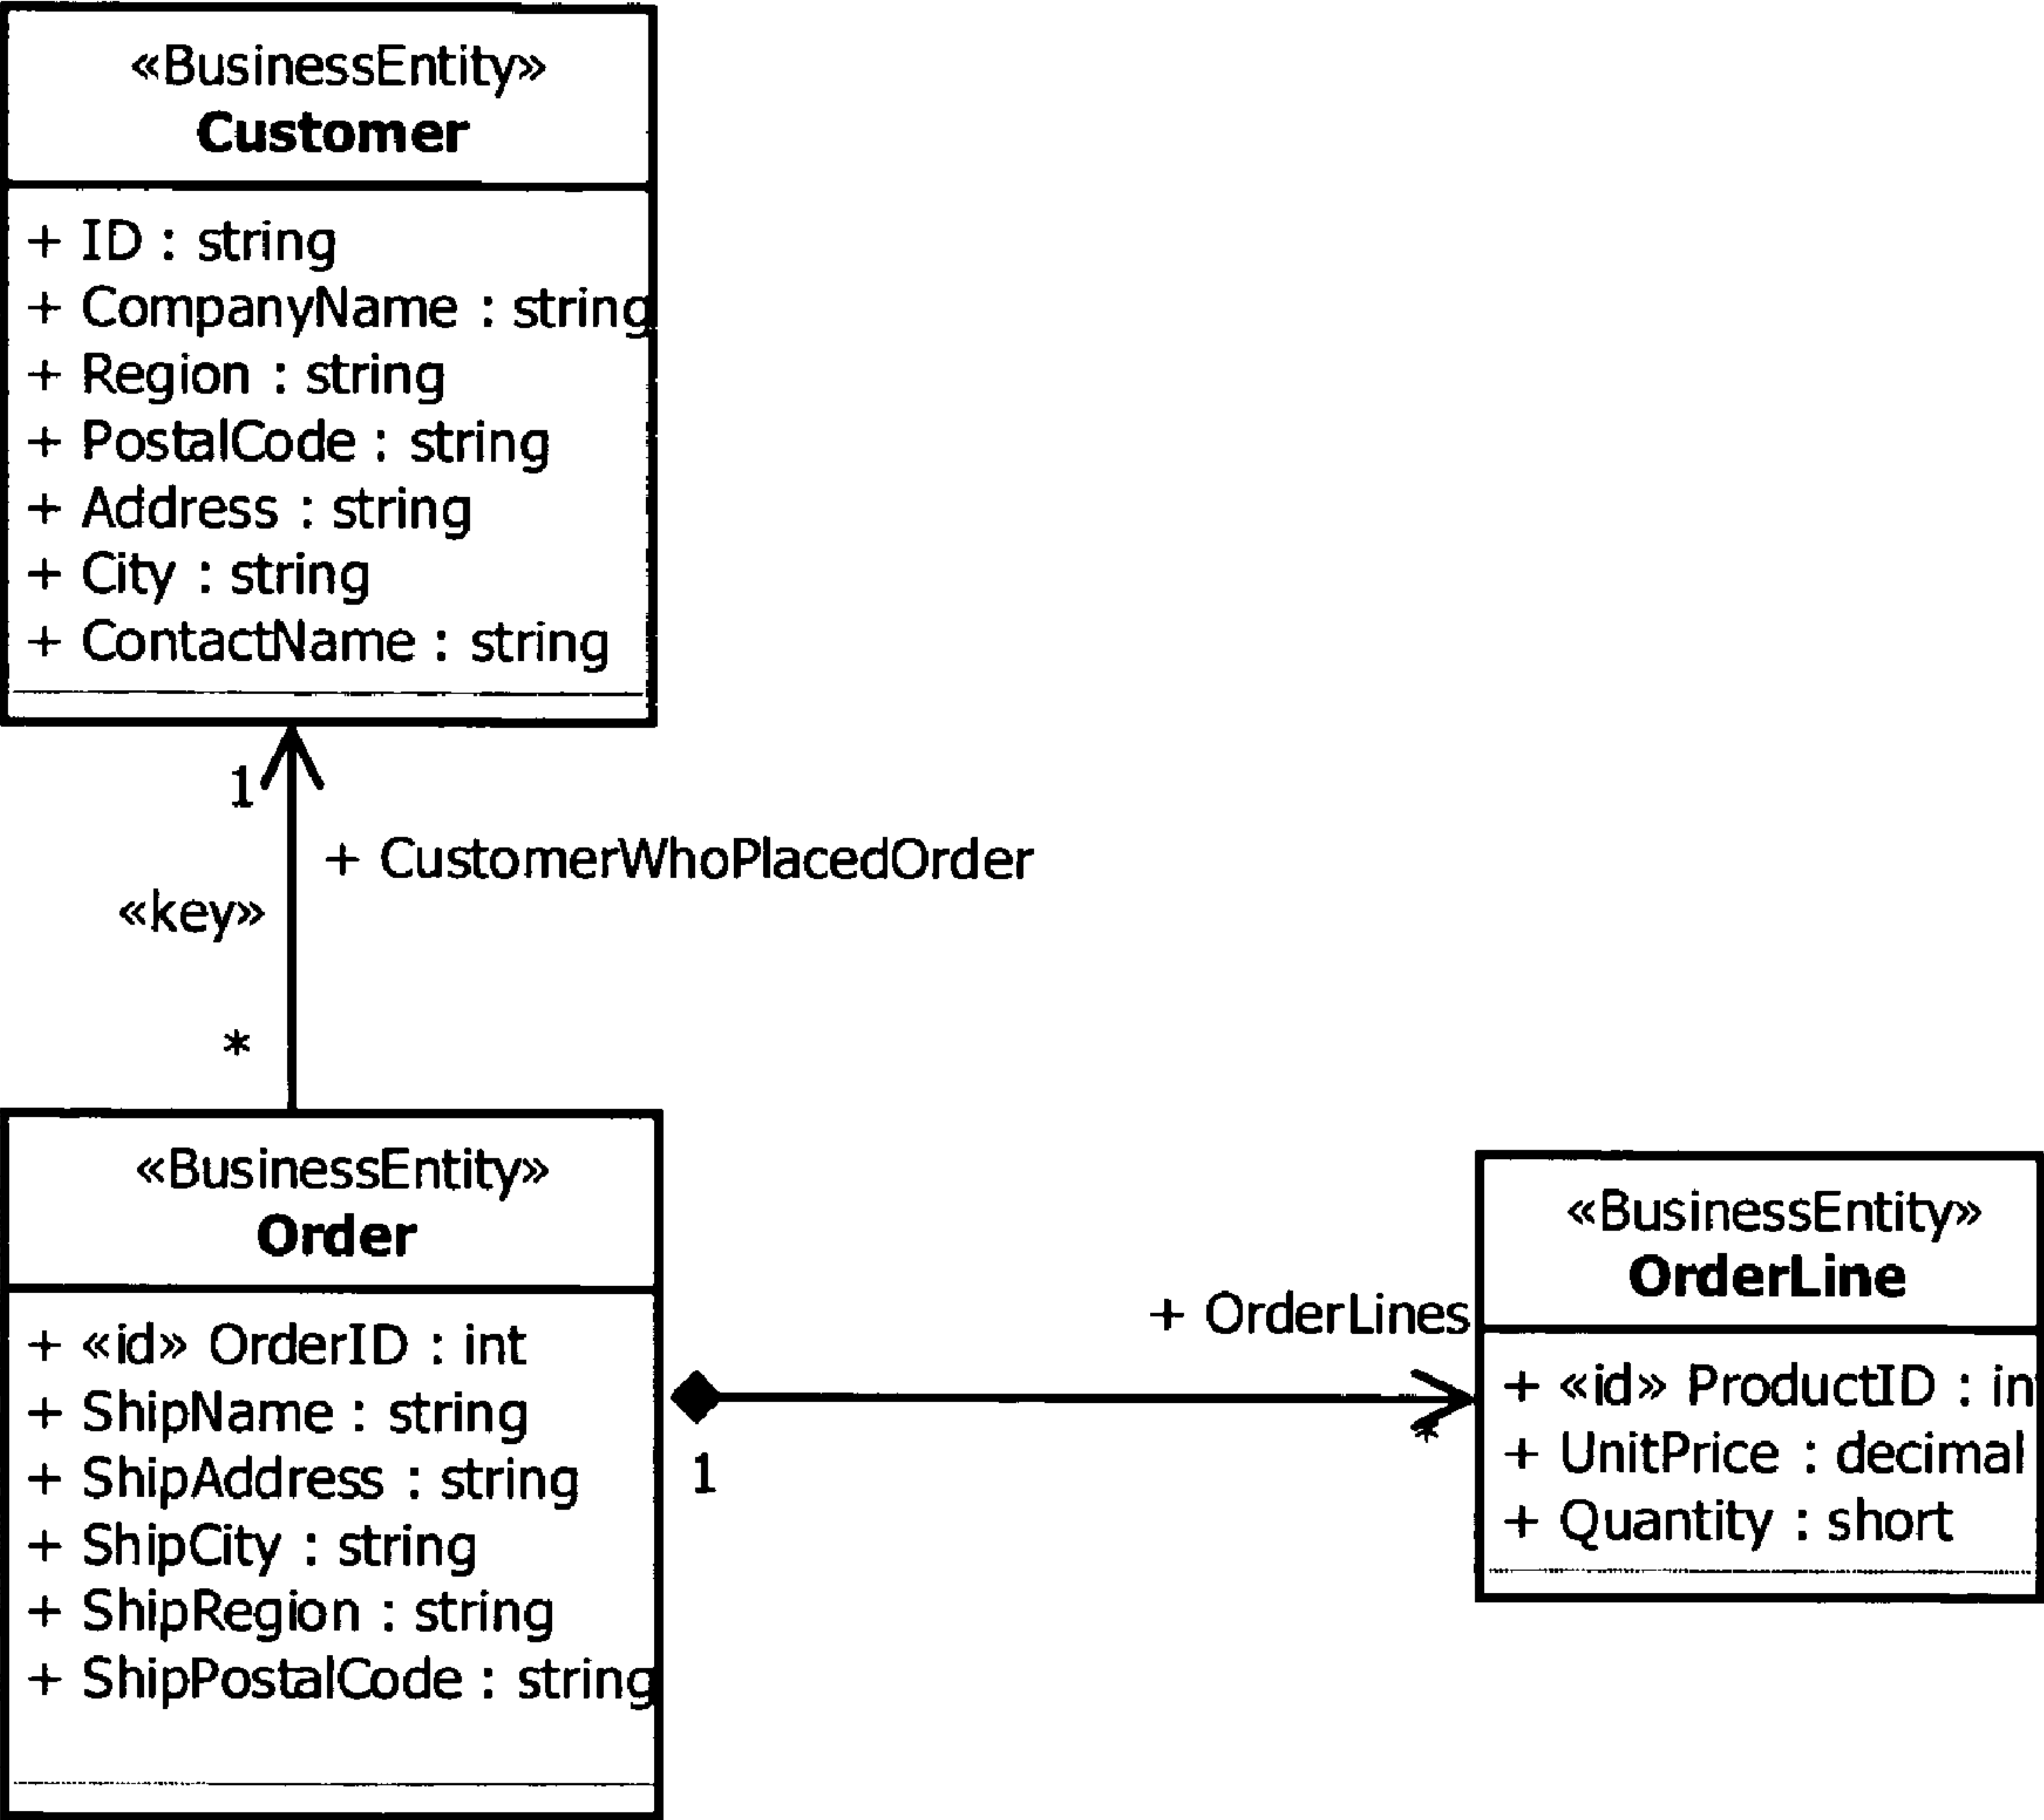 «BusinessEntity»
Customer
+ ID : string
+ CompanyName : string
+ Region : string
+ PostalCode : string
+ Address : string
+ City : string
+ ContactName : string
1
+ CustomerWhoPlacedOrder
«key»
*
«BusinessEntity»
Order
+ «id» OrderID : int
+ ShipName : string
+ ShipAddress : string
+ ShipCity : string
+ ShipRegion : string
+ ShipPostalCode : string
1
+ OrderLines
*
«BusinessEntity»
OrderLine
+ «id» ProductID : int
+ UnitPrice : decimal
+ Quantity : short